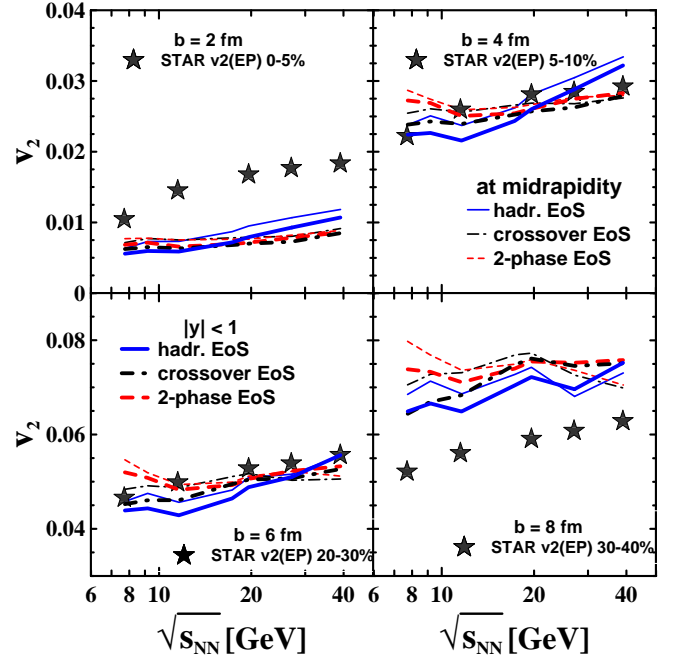 b = 2 fm
STAR v2(EP) 0-5%
b = 4 fm
STAR v2(EP) 5-10%
0.04
0.03
0.02
0.01
0
v2
at midrapidity
hadr. EoS
crossover EoS
2-phase EoS
|y| < 1
hadr. EoS
crossover EoS
2-phase EoS
0.08
0.06
0.04
v2
b = 6 fm
STAR v2(EP) 20-30%
b = 8 fm
STAR v2(EP) 30-40%
6 8 10 20 40 6 8 10 20 40
√sNN [GeV] √sNN [GeV]